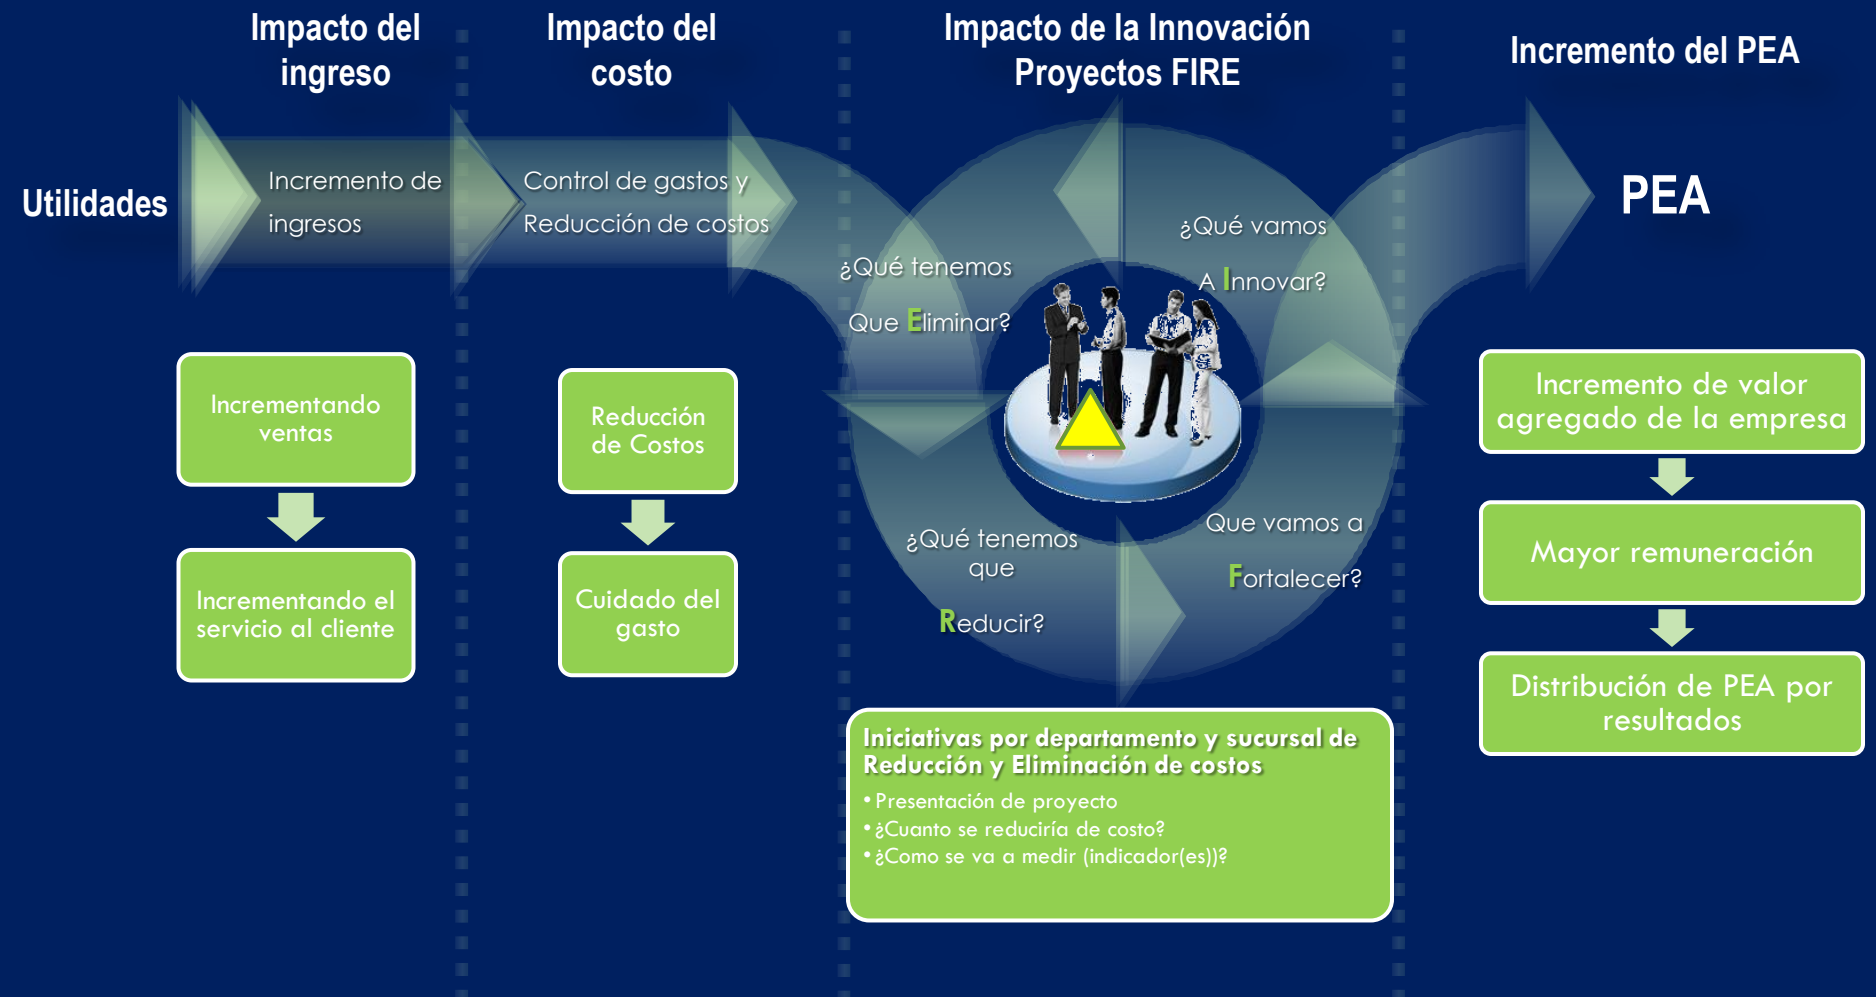 Impacto del
ingreso
Impacto del
costo
Impacto de la Innovación
Proyectos FIRE
Incremento del PEA
Utilidades
Incremento de
ingresos
Control de gastos y
Reducción de costos
¿Qué tenemos
Que Eliminar?
¿Qué vamos
A Innovar?
PEA
¿Qué tenemos
que
Reducir?
Que vamos a
Fortalecer?
Incrementando
ventas
Incrementando el
servicio al cliente
Reducción
de Costos
Cuidado del
gasto
Iniciativas por departamento y sucursal de
Reducción y Eliminación de costos
• Presentación de proyecto
• ¿Cuanto se reduciría de costo?
• ¿Como se va a medir (indicador(es))?
Incremento de valor
agregado de la empresa
Mayor remuneración
Distribución de PEA por
resultados